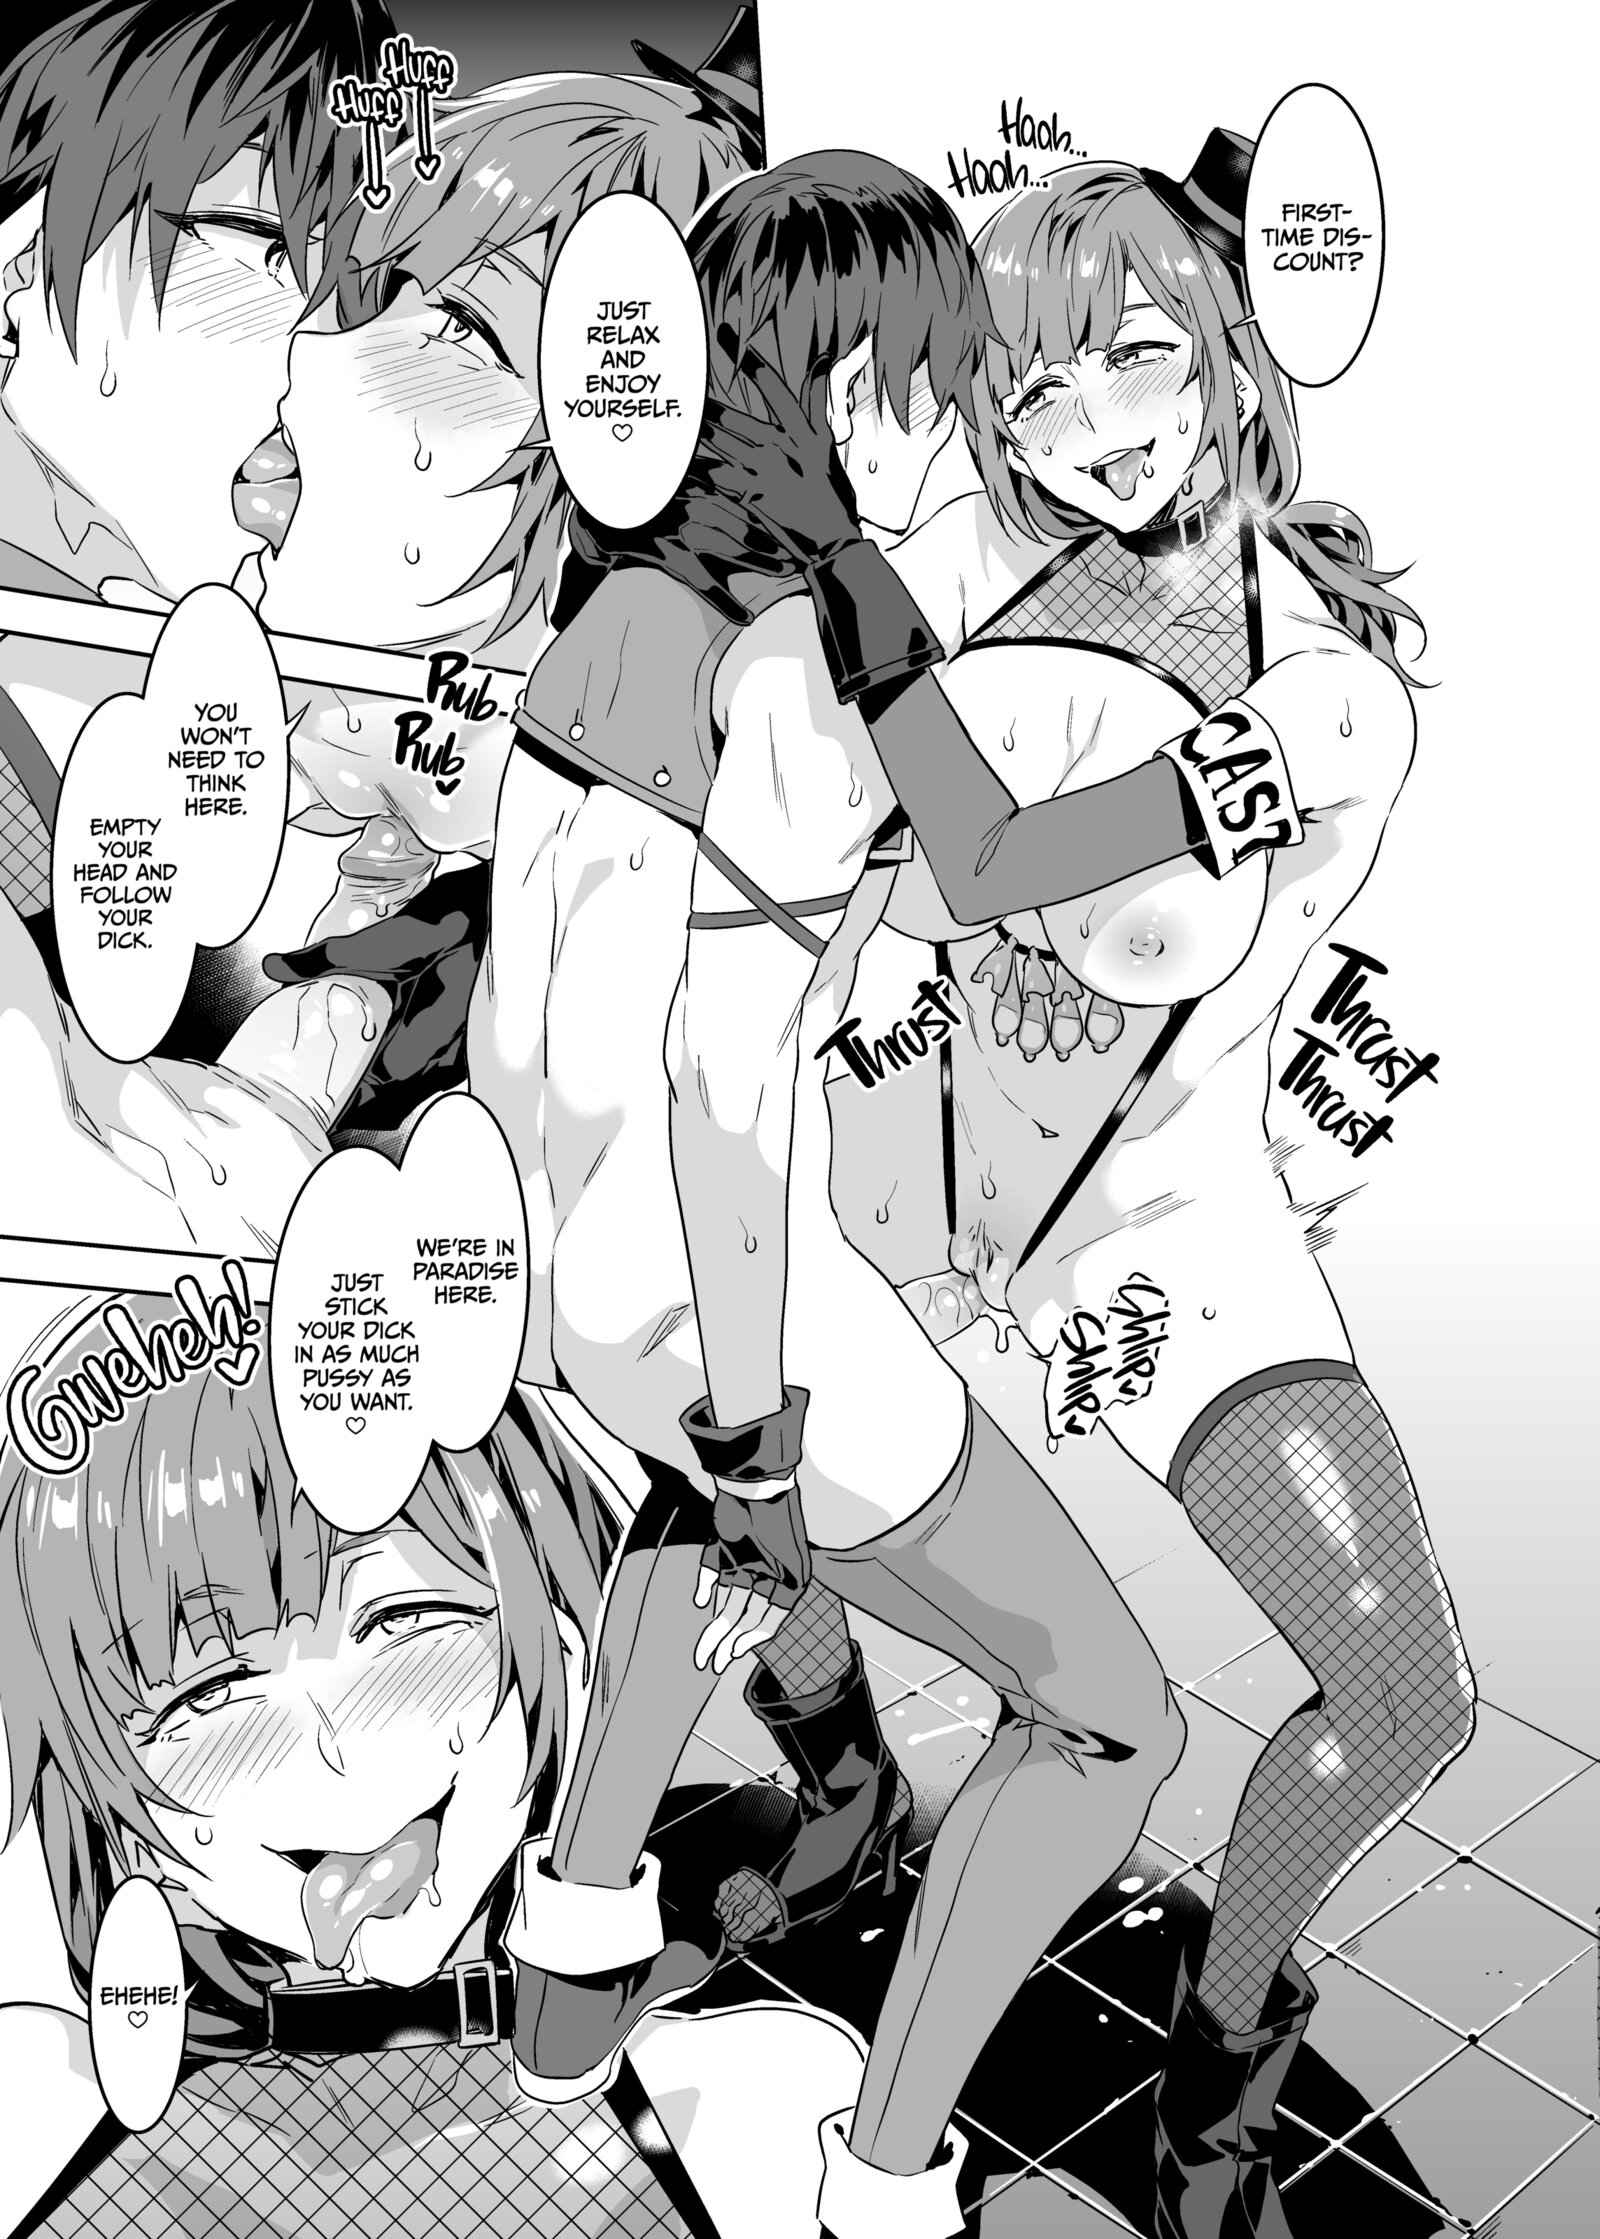 Haah...
Haah...
FIRST-
TIME DIS-
COUNT?
CAST
Thrust
Thrust
Thrust
Shlip
Shlip
Huff
Huff
JUST
RELAX
AND
ENJOY
YOURSELF.
♡
Rub
Rub
YOU
WON'T
NEED TO
THINK
HERE.
EMPTY
YOUR
HEAD AND
FOLLOW
YOUR
DICK.
WE'RE IN
PARADISE
HERE.
JUST
STICK
YOUR DICK
IN AS MUCH
PUSSY AS
YOU WANT.
♡
Gweheh!
EHEHE!
♡